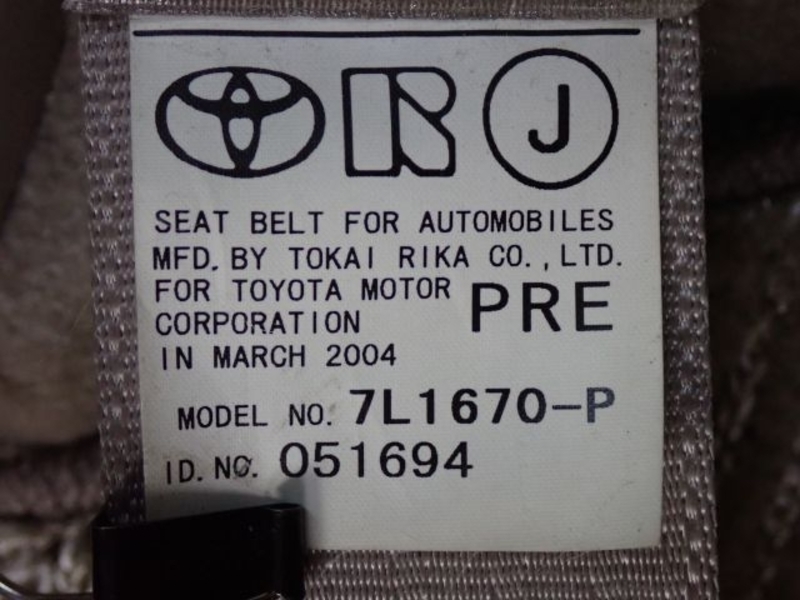 R J
SEAT BELT FOR AUTOMOBILES
MFD. BY TOKAI RIKA CO., LTD.
FOR TOYOTA MOTOR
CORPORATION
PRE
IN MARCH 2004
MODEL NO. 7L1670-P
ID. NO. 051694